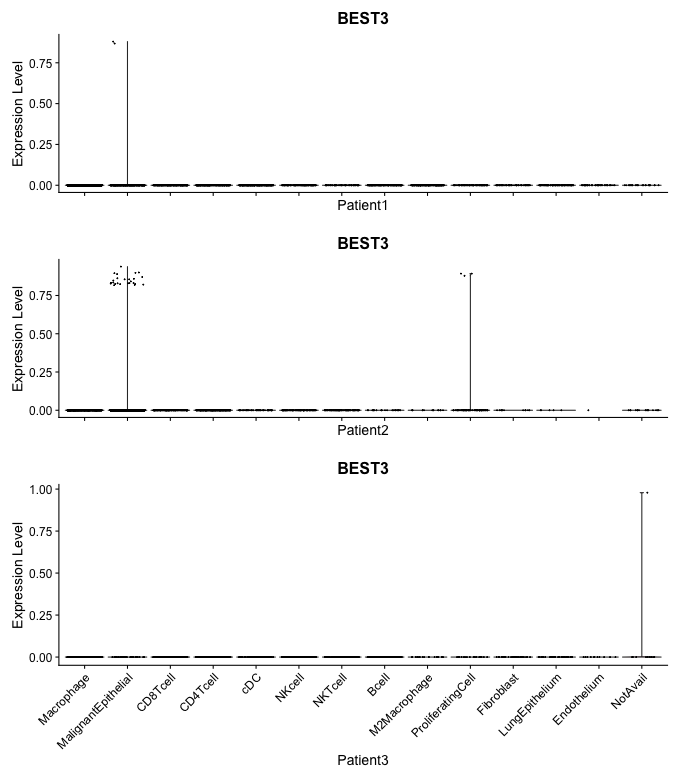 BEST3
Expression Level
0.75
0.50
0.25
0.00
Patient1
BEST3
Expression Level
0.75
0.50
0.25
0.00
Patient2
BEST3
Expression Level
1.00
0.75
0.50
0.25
0.00
Macrophage
MalignantEpithelial
CD8Tcell
CD4Tcell
cDC
NKcell
NKTcell
Bcell
M2Macrophage
ProliferatingCell
Fibroblast
LungEpithelium
Endothelium
NotAvail
Patient3